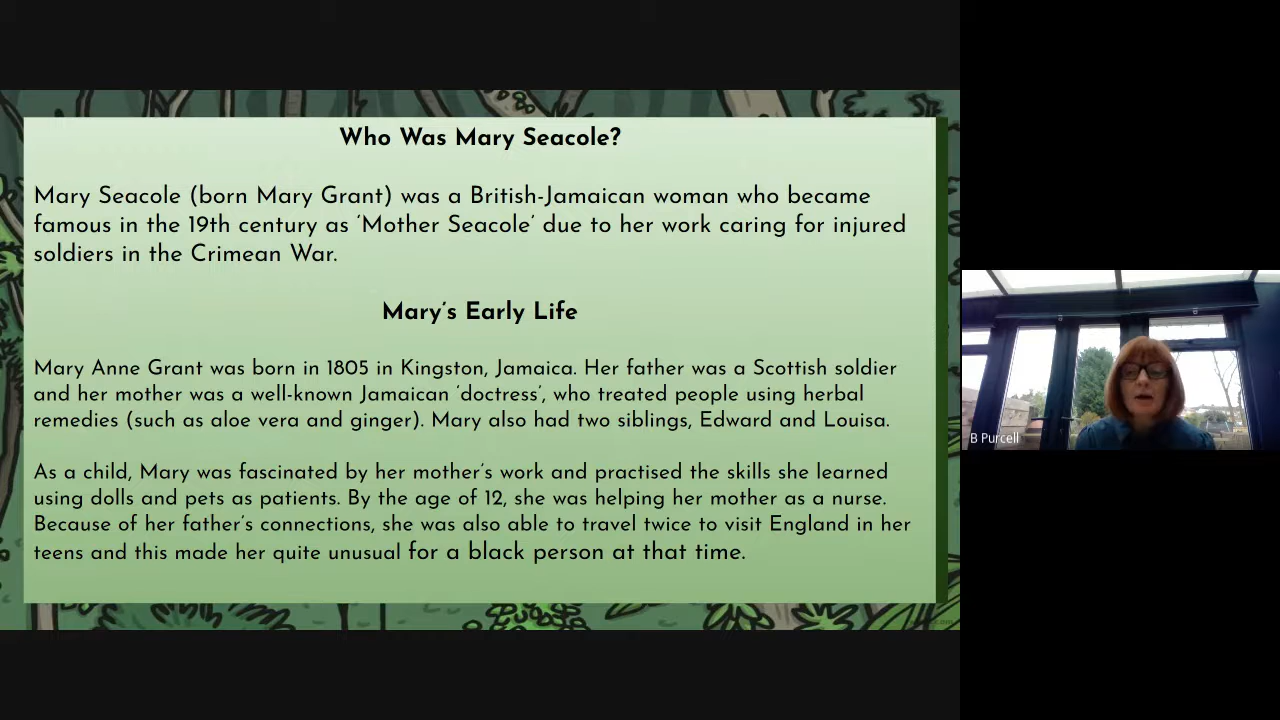 Who Was Mary Seacole?
Mary Seacole (born Mary Grant) was a British-Jamaican woman who became
famous in the 19th century as ‘Mother Seacole’ due to her work caring for injured
soldiers in the Crimean War.
Mary’s Early Life
Mary Anne Grant was born in 1805 in Kingston, Jamaica. Her father was a Scottish soldier
and her mother was a well-known Jamaican ‘doctress’, who treated people using herbal
remedies (such as aloe vera and ginger). Mary also had two siblings, Edward and Louisa.
As a child, Mary was fascinated by her mother’s work and practised the skills she learned
using dolls and pets as patients. By the age of 12, she was helping her mother as a nurse.
Because of her father’s connections, she was also able to travel twice to visit England in her
teens and this made her quite unusual for a black person at that time.
B Purcell